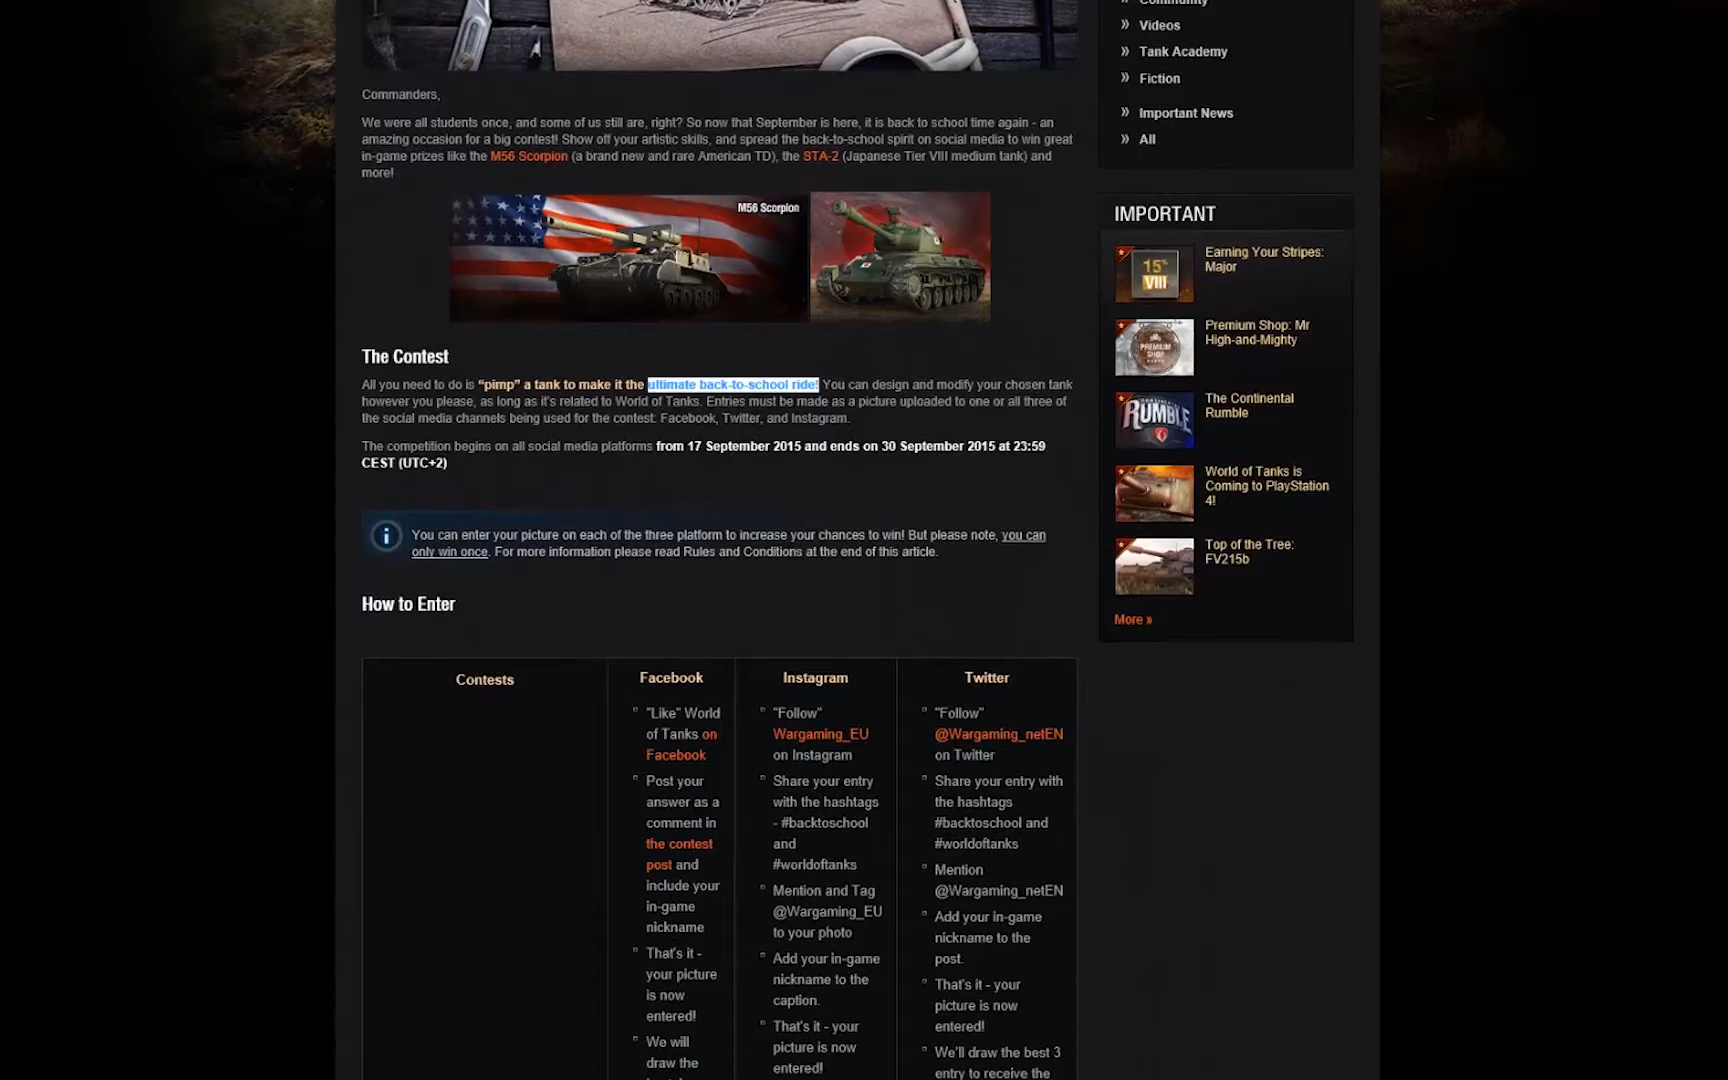 Community
» Videos
» Tank Academy
» Fiction
» Important News
» All
Commanders,
We were all students once, and some of us still are, right? So now that September is here, it is back to school time again - an
amazing occasion for a big contest! Show off your artistic skills, and spread the back-to-school spirit on social media to win great
in-game prizes like the M56 Scorpion (a brand new and rare American TD), the STA-2 (Japanese Tier VIII medium tank) and
more!
M56 Scorpion
The Contest
All you need to do is “pimp” a tank to make it the ultimate back-to-school ride! You can design and modify your chosen tank
however you please, as long as it's related to World of Tanks. Entries must be made as a picture uploaded to one or all three of
the social media channels being used for the contest: Facebook, Twitter, and Instagram.
The competition begins on all social media platforms from 17 September 2015 and ends on 30 September 2015 at 23:59
CEST (UTC+2)
You can enter your picture on each of the three platform to increase your chances to win! But please note, you can
only win once. For more information please read Rules and Conditions at the end of this article.
How to Enter
Contests
Facebook
"Like" World
of Tanks on
Facebook
Post your
answer as a
comment in
the contest
post and
include your
in-game
nickname
That's it -
your picture
is now
entered!
We will
draw the
Instagram
"Follow"
Wargaming_EU
on Instagram
Share your entry
with the hashtags
- #backtoschool
and
#worldoftanks
Mention and Tag
@Wargaming_EU
to your photo
Add your in-game
nickname to the
caption.
That's it - your
picture is now
entered!
Twitter
"Follow"
@Wargaming_netEN
on Twitter
Share your entry with
the hashtags
#backtoschool and
#worldoftanks
Mention
@Wargaming_netEN
Add your in-game
nickname to the
post.
That's it - your
picture is now
entered!
We'll draw the best 3
entry to receive the
IMPORTANT
15
VIII
Earning Your Stripes:
Major
PREMIUM
SHOP
Premium Shop: Mr
High-and-Mighty
RUMBLE
The Continental
Rumble
World of Tanks is
Coming to PlayStation
4!
Top of the Tree:
FV215b
More »